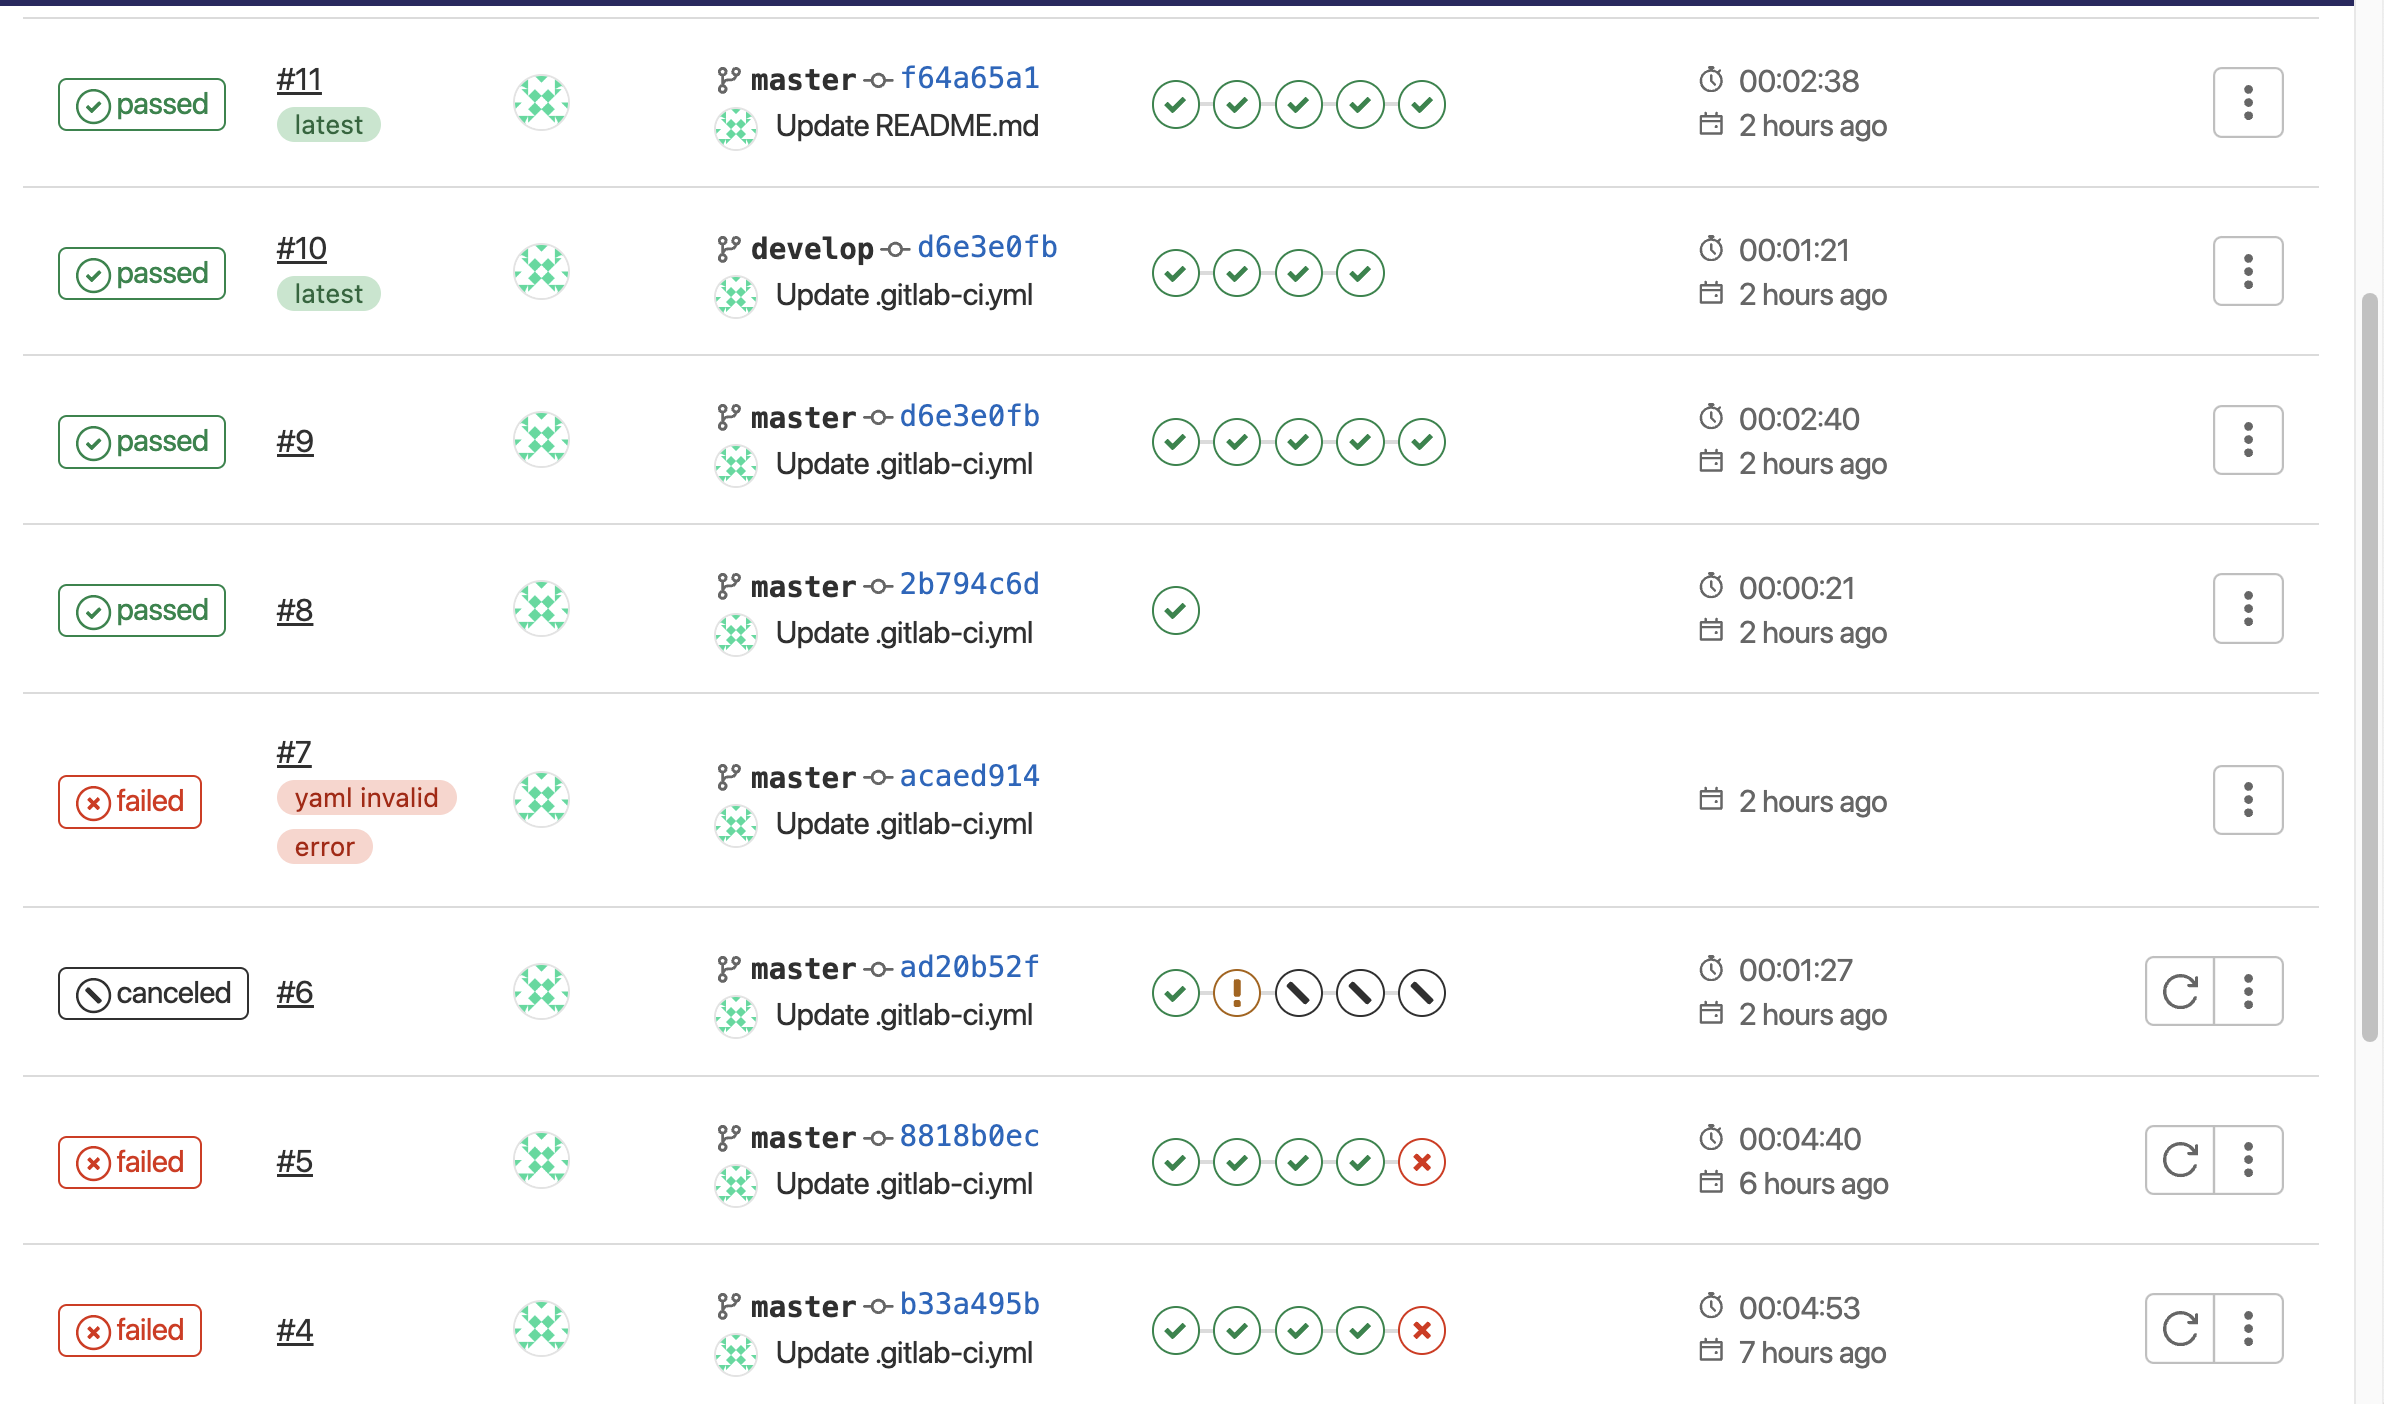 passed
#11
latest
master f64a65a1
Update README.md
00:02:38
2 hours ago
passed
#10
latest
develop d6e3e0fb
Update .gitlab-ci.yml
00:01:21
2 hours ago
passed
#9
master d6e3e0fb
Update .gitlab-ci.yml
00:02:40
2 hours ago
passed
#8
master 2b794c6d
Update .gitlab-ci.yml
00:00:21
2 hours ago
failed
#7
yaml invalid
error
master acaed914
Update .gitlab-ci.yml
2 hours ago
canceled
#6
master ad20b52f
Update .gitlab-ci.yml
00:01:27
2 hours ago
failed
#5
master 8818b0ec
Update .gitlab-ci.yml
00:04:40
6 hours ago
failed
#4
master b33a495b
Update .gitlab-ci.yml
00:04:53
7 hours ago